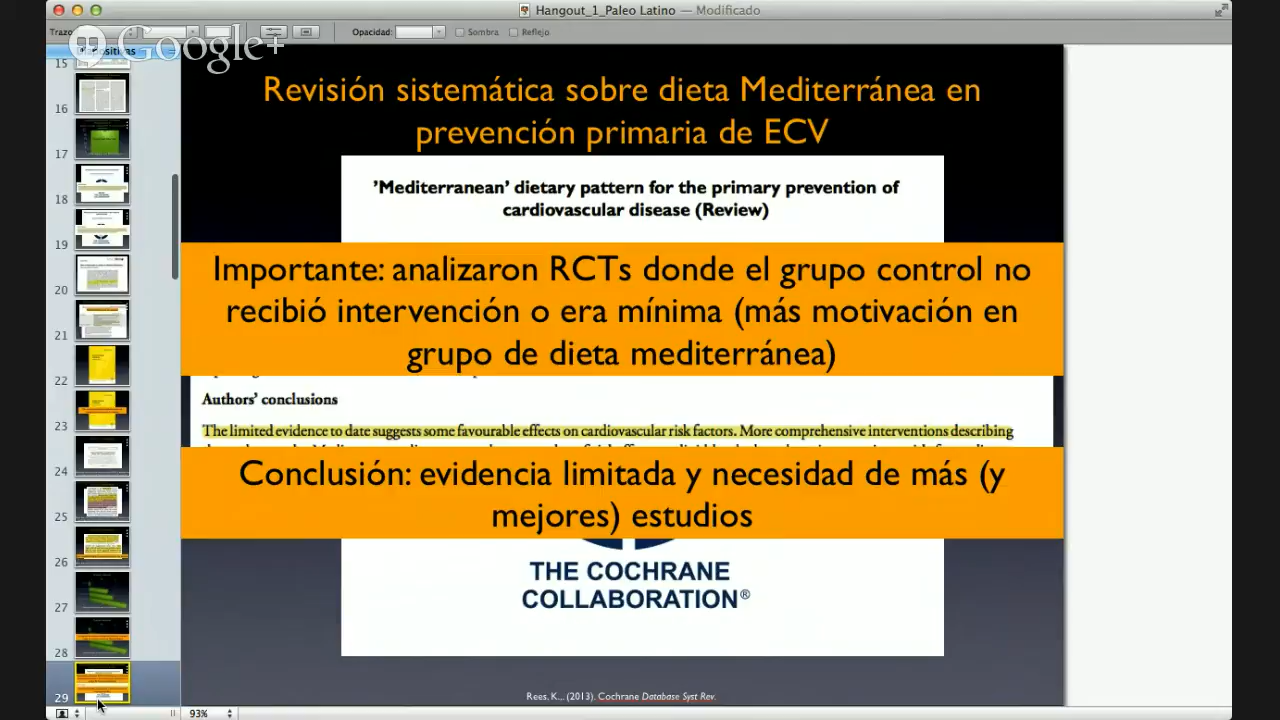 Hangout_1_Paleo Latino — Modificado
Trazo
Opacidad:
Sombra
Reflejo
Google+
15
16
17
18
19
20
21
22
23
24
25
26
27
28
29
Revisión sistemática sobre dieta Mediterránea en
prevención primaria de ECV
’Mediterranean’ dietary pattern for the primary prevention of
cardiovascular disease (Review)
Importante: analizaron RCTs donde el grupo control no
recibió intervención o era mínima (más motivación en
grupo de dieta mediterránea)
Authors’ conclusions
The limited evidence to date suggests some favourable effects on cardiovascular risk factors. More comprehensive interventions describing
Conclusión: evidencia limitada y necesidad de más (y
mejores) estudios
THE COCHRANE
COLLABORATION®
Rees. K.,. (2013). Cochrane Database Syst Rev.
93%